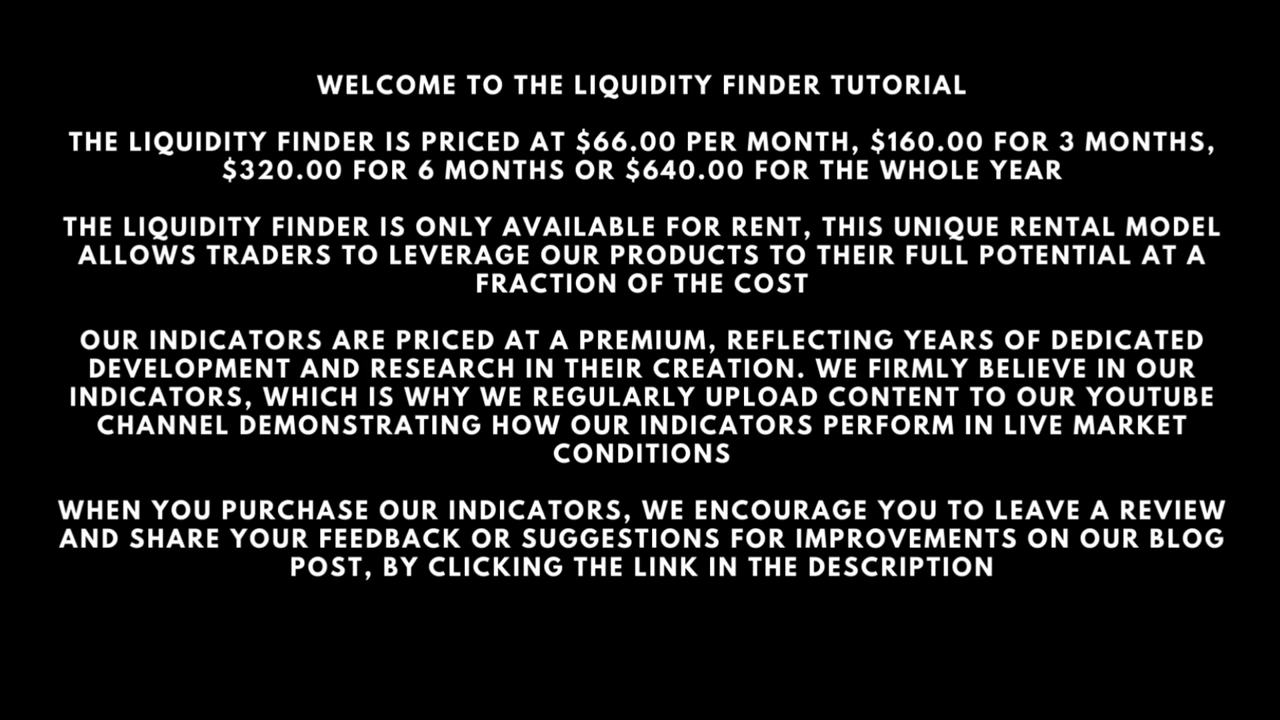 WELCOME TO THE LIQUIDITY FINDER TUTORIAL
THE LIQUIDITY FINDER IS PRICED AT $66.00 PER MONTH, $160.00 FOR 3 MONTHS,
$320.00 FOR 6 MONTHS OR $640.00 FOR THE WHOLE YEAR
THE LIQUIDITY FINDER IS ONLY AVAILABLE FOR RENT, THIS UNIQUE RENTAL MODEL
ALLOWS TRADERS TO LEVERAGE OUR PRODUCTS TO THEIR FULL POTENTIAL AT A
FRACTION OF THE COST
OUR INDICATORS ARE PRICED AT A PREMIUM, REFLECTING YEARS OF DEDICATED
DEVELOPMENT AND RESEARCH IN THEIR CREATION. WE FIRMLY BELIEVE IN OUR
INDICATORS, WHICH IS WHY WE REGULARLY UPLOAD CONTENT TO OUR YOUTUBE
CHANNEL DEMONSTRATING HOW OUR INDICATORS PERFORM IN LIVE MARKET
CONDITIONS
WHEN YOU PURCHASE OUR INDICATORS, WE ENCOURAGE YOU TO LEAVE A REVIEW
AND SHARE YOUR FEEDBACK OR SUGGESTIONS FOR IMPROVEMENTS ON OUR BLOG
POST, BY CLICKING THE LINK IN THE DESCRIPTION